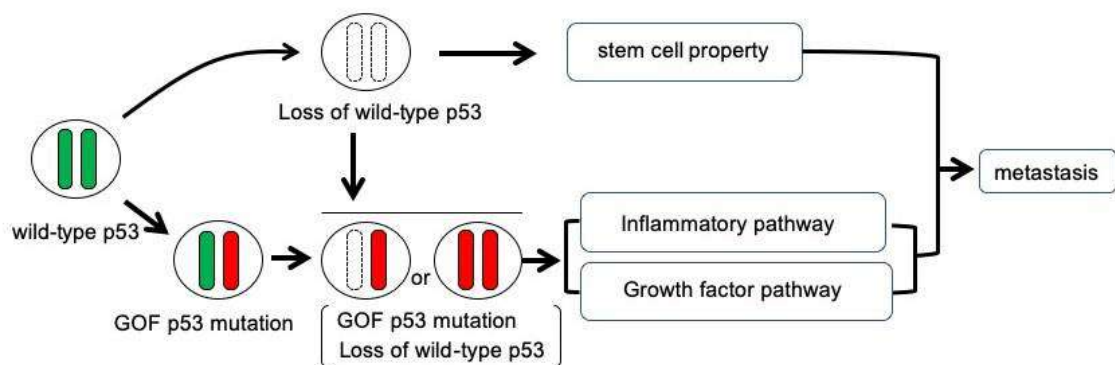 stem cell property
Loss of wild-type p53
metastasis
wild-type p53
Inflammatory pathway
or
Growth factor pathway
GOF p53 mutation
GOF p53 mutation
Loss of wild-type p53